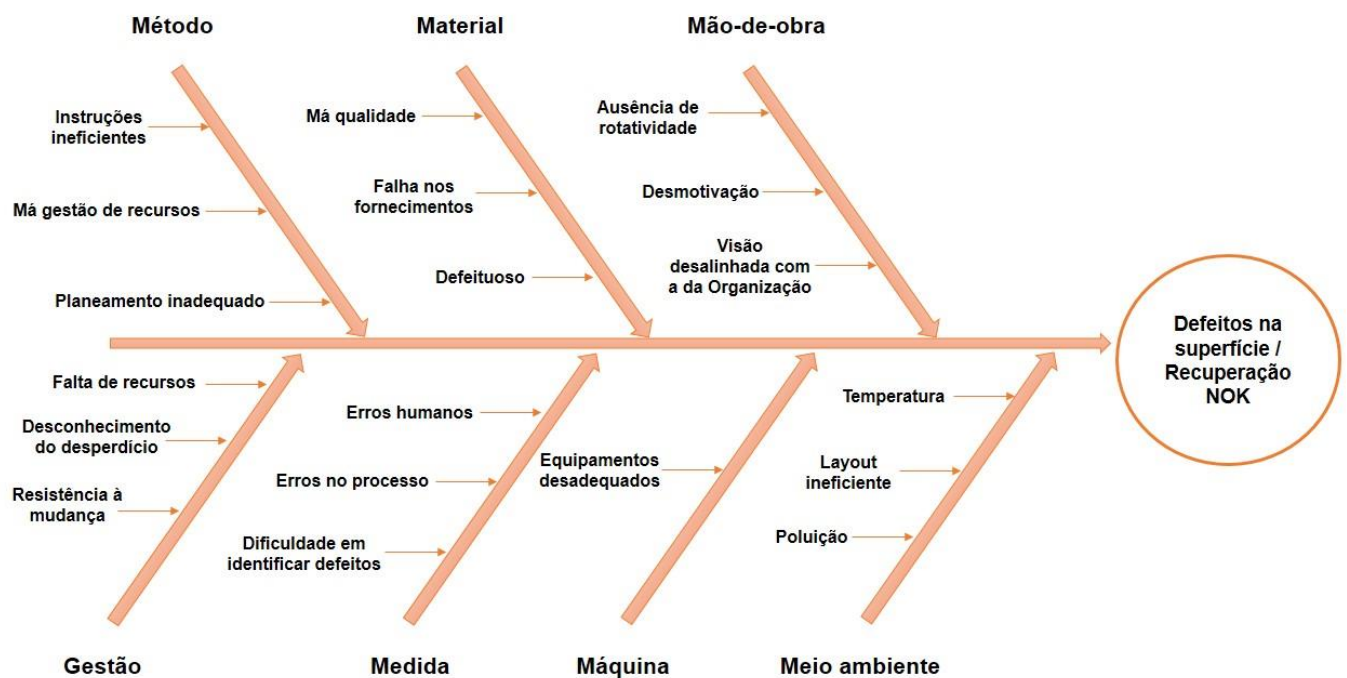 Método
Material
Mão-de-obra
Instruções
ineficientes
Má gestão de recursos
Planeamento inadequado
Má qualidade
Falha nos
fornecimentos
Defeituoso
Ausência de
rotatividade
Desmotivação
Visão
desalinhada com
a da Organização
Defeitos na
superfície /
Recuperação
NOK
Falta de recursos
Desconhecimento
do desperdício
Resistência à
mudança
Erros humanos
Erros no processo
Dificuldade em
identificar defeitos
Equipamentos
desadequados
Temperatura
Layout
ineficiente
Poluição
Gestão
Medida
Máquina
Meio ambiente